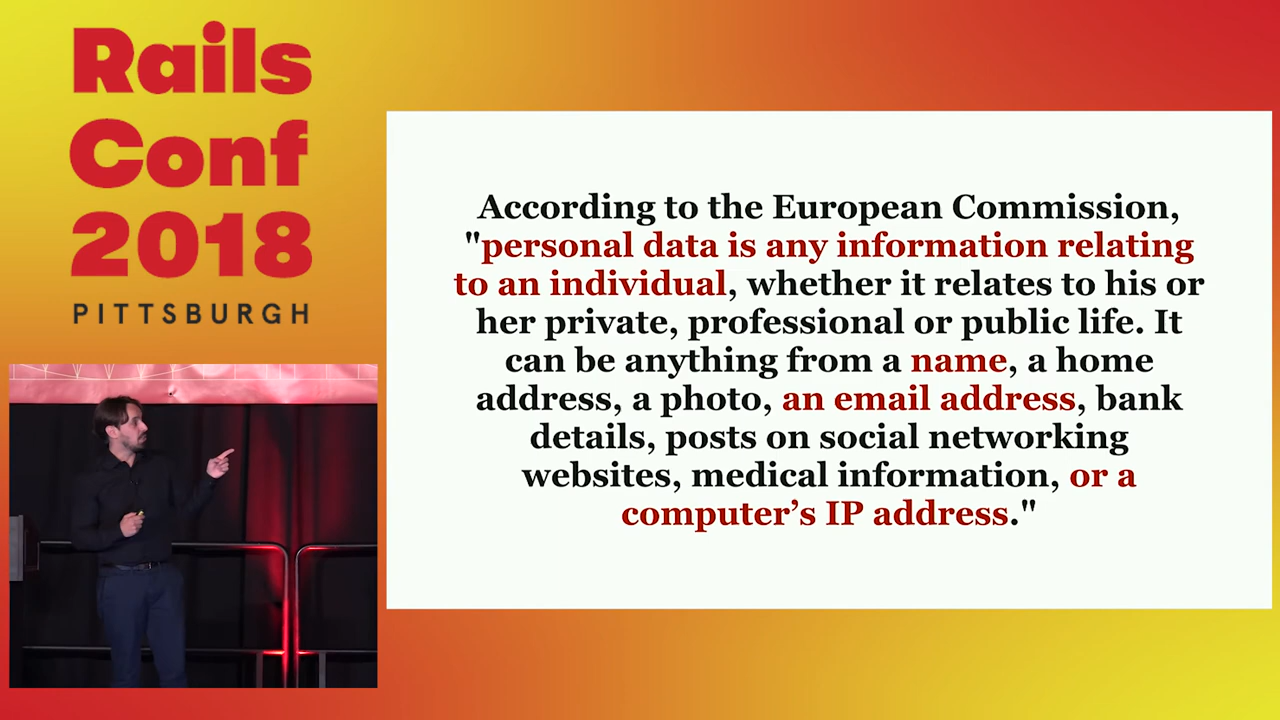 Rails
Conf
2018
PITTSBURGH
According to the European Commission,
"personal data is any information relating
to an individual, whether it relates to his or
her private, professional or public life. It
can be anything from a name, a home
address, a photo, an email address, bank
details, posts on social networking
websites, medical information, or a
computer’s IP address."